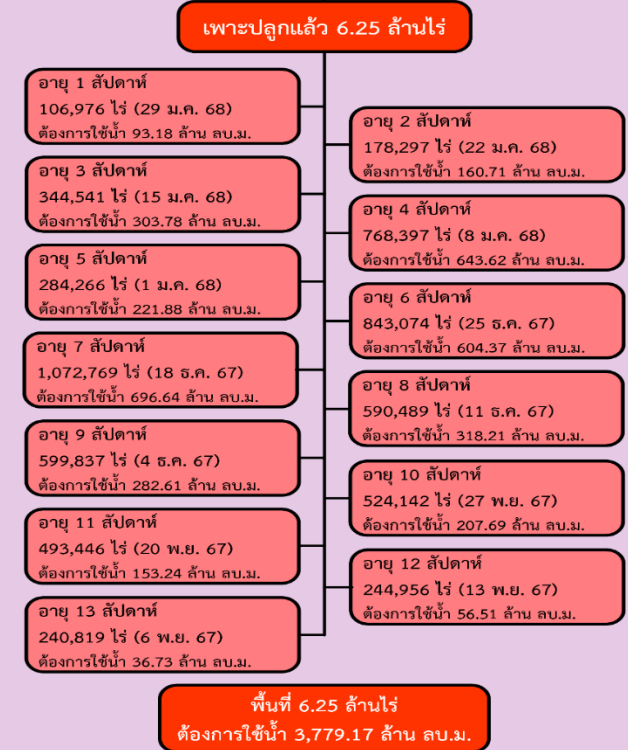 เพาะปลูกแล้ว 6.25 ล้านไร่
อายุ 1 สัปดาห์
106,976 ไร่ (29 ม.ค. 68)
ต้องการใช้น้ำ 93.18 ล้าน ลบ.ม.
อายุ 2 สัปดาห์
178,297 ไร่ (22 ม.ค. 68)
ต้องการใช้น้ำ 160.71 ล้าน ลบ.ม.
อายุ 3 สัปดาห์
344,541 ไร่ (15 ม.ค. 68)
ต้องการใช้น้ำ 303.78 ล้าน ลบ.ม.
อายุ 4 สัปดาห์
768,397 ไร่ (8 ม.ค. 68)
ต้องการใช้น้ำ 643.62 ล้าน ลบ.ม.
อายุ 5 สัปดาห์
284,266 ไร่ (1 ม.ค. 68)
ต้องการใช้น้ำ 221.88 ล้าน ลบ.ม.
อายุ 6 สัปดาห์
843,074 ไร่ (25 ธ.ค. 67)
ต้องการใช้น้ำ 604.37 ล้าน ลบ.ม.
อายุ 7 สัปดาห์
1,072,769 ไร่ (18 ธ.ค. 67)
ต้องการใช้น้ำ 696.64 ล้าน ลบ.ม.
อายุ 8 สัปดาห์
590,489 ไร่ (11 ธ.ค. 67)
ต้องการใช้น้ำ 318.21 ล้าน ลบ.ม.
อายุ 9 สัปดาห์
599,837 ไร่ (4 ธ.ค. 67)
ต้องการใช้น้ำ 282.61 ล้าน ลบ.ม.
อายุ 10 สัปดาห์
524,142 ไร่ (27 พ.ย. 67)
ต้องการใช้น้ำ 207.69 ล้าน ลบ.ม.
อายุ 11 สัปดาห์
493,446 ไร่ (20 พ.ย. 67)
ต้องการใช้น้ำ 153.24 ล้าน ลบ.ม.
อายุ 12 สัปดาห์
244,956 ไร่ (13 พ.ย. 67)
ต้องการใช้น้ำ 56.51 ล้าน ลบ.ม.
อายุ 13 สัปดาห์
240,819 ไร่ (6 พ.ย. 67)
ต้องการใช้น้ำ 36.73 ล้าน ลบ.ม.
พื้นที่ 6.25 ล้านไร่
ต้องการใช้น้ำ 3,779.17 ล้าน ลบ.ม.